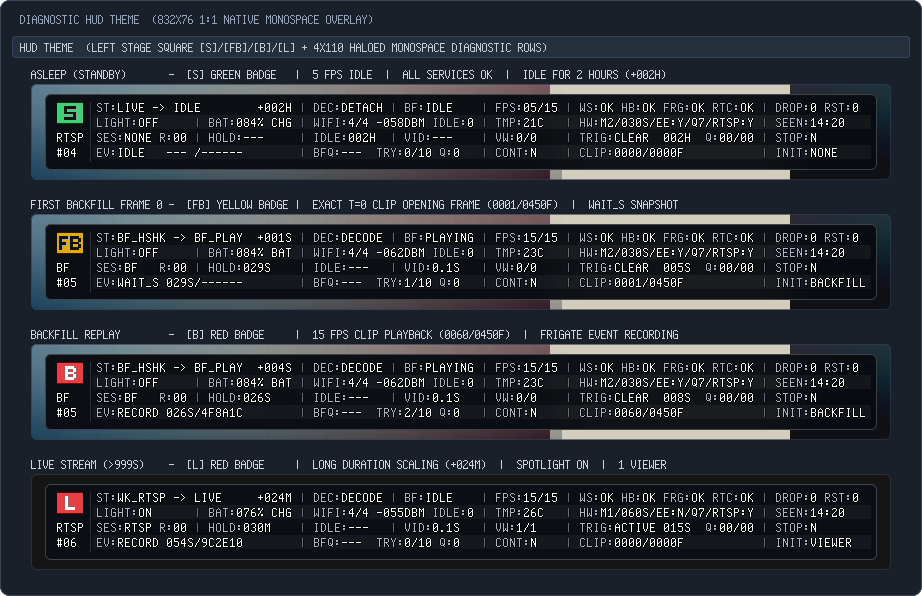 DIAGNOSTIC HUD THEME (832X76 1:1 NATIVE MONOSPACE OVERLAY)
HUD THEME (LEFT STAGE SQUARE [S]/[FB]/[B]/[L] + 4X110 HALOED MONOSPACE DIAGNOSTIC ROWS)
ASLEEP (STANDBY) - [S] GREEN BADGE | 5 FPS IDLE | ALL SERVICES OK | IDLE FOR 2 HOURS (+002H)
S ST:LIVE -> IDLE +002H | DEC:DETACH | BF:IDLE | FPS:05/15 | WS:OK HB:OK FRG:OK RTC:OK | DROP:0 RST:0
LIGHT:OFF | BAT:084% CHG | WIFI:4/4 -058DBM IDLE:0 | TMP:21C | HW:M2/030S/EE:Y/Q7/RTSP:Y | SEEN:14:20
RTSP SES:NONE R:00 | HOLD:--- | IDLE:002H | VID:--- | VW:0/0 | TRIG:CLEAR 002H Q:00/00 | STOP:N
#04 EV:IDLE --- /------ | BFQ:--- TRY:0/10 Q:0 | CONT:N | CLIP:0000/0000F | INIT:NONE
FIRST BACKFILL FRAME 0 - [FB] YELLOW BADGE | EXACT T=0 CLIP OPENING FRAME (0001/0450F) | WAIT_S SNAPSHOT
FB ST:BF_HSHK -> BF_PLAY +001S | DEC:DECODE | BF:PLAYING | FPS:15/15 | WS:OK HB:OK FRG:OK RTC:OK | DROP:0 RST:0
LIGHT:OFF | BAT:084% BAT | WIFI:4/4 -062DBM IDLE:0 | TMP:23C | HW:M2/030S/EE:Y/Q7/RTSP:Y | SEEN:14:20
BF SES:BF R:00 | HOLD:029S | IDLE:--- | VID:0.1S | VW:0/0 | TRIG:CLEAR 005S Q:00/00 | STOP:N
#05 EV:WAIT_S 029S/------ | BFQ:--- TRY:1/10 Q:0 | CONT:N | CLIP:0001/0450F | INIT:BACKFILL
BACKFILL REPLAY - [B] RED BADGE | 15 FPS CLIP PLAYBACK (0060/0450F) | FRIGATE EVENT RECORDING
B ST:BF_HSHK -> BF_PLAY +004S | DEC:DECODE | BF:PLAYING | FPS:15/15 | WS:OK HB:OK FRG:OK RTC:OK | DROP:0 RST:0
LIGHT:OFF | BAT:084% BAT | WIFI:4/4 -062DBM IDLE:0 | TMP:23C | HW:M2/030S/EE:Y/Q7/RTSP:Y | SEEN:14:20
BF SES:BF R:00 | HOLD:026S | IDLE:--- | VID:0.1S | VW:0/0 | TRIG:CLEAR 008S Q:00/00 | STOP:N
#05 EV:RECORD 026S/4F8A1C | BFQ:--- TRY:2/10 Q:0 | CONT:N | CLIP:0060/0450F | INIT:BACKFILL
LIVE STREAM (>999S) - [L] RED BADGE | LONG DURATION SCALING (+024M) | SPOTLIGHT ON | 1 VIEWER
L ST:WK_RTSP -> LIVE +024M | DEC:DECODE | BF:IDLE | FPS:15/15 | WS:OK HB:OK FRG:OK RTC:OK | DROP:0 RST:0
LIGHT:ON | BAT:076% CHG | WIFI:4/4 -055DBM IDLE:0 | TMP:26C | HW:M1/060S/EE:N/Q7/RTSP:Y | SEEN:14:20
RTSP SES:RTSP R:00 | HOLD:030M | IDLE:--- | VID:0.1S | VW:1/1 | TRIG:ACTIVE 015S Q:00/00 | STOP:N
#06 EV:RECORD 054S/9C2E10 | BFQ:--- TRY:0/10 Q:0 | CONT:N | CLIP:0000/0000F | INIT:VIEWER